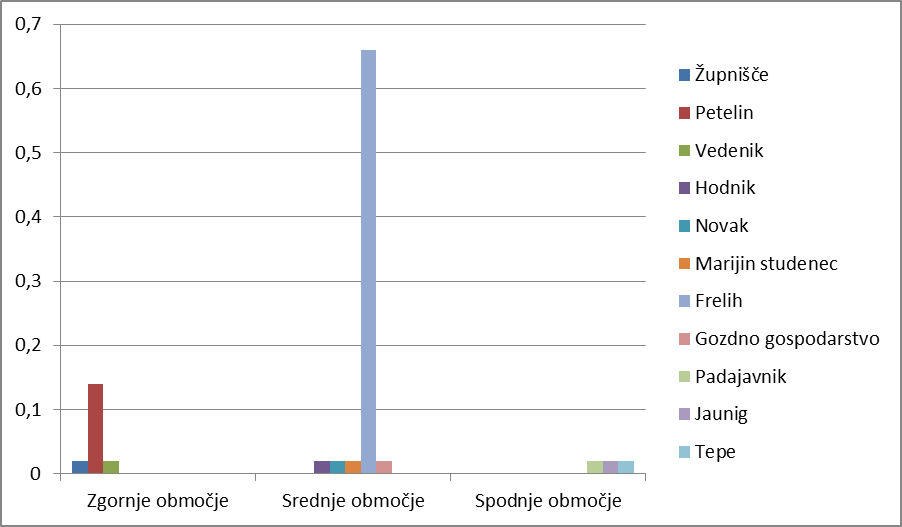 0,7
0,6
0,5
0,4
0,3
0,2
0,1
0
Zgornje območje
Srednje območje
Spodnje območje
Župnišče
Petelin
Vedenik
Hodnik
Novak
Marijin studenec
Frelih
Gozdno gospodarstvo
Padajavnik
Jaunig
Tepe